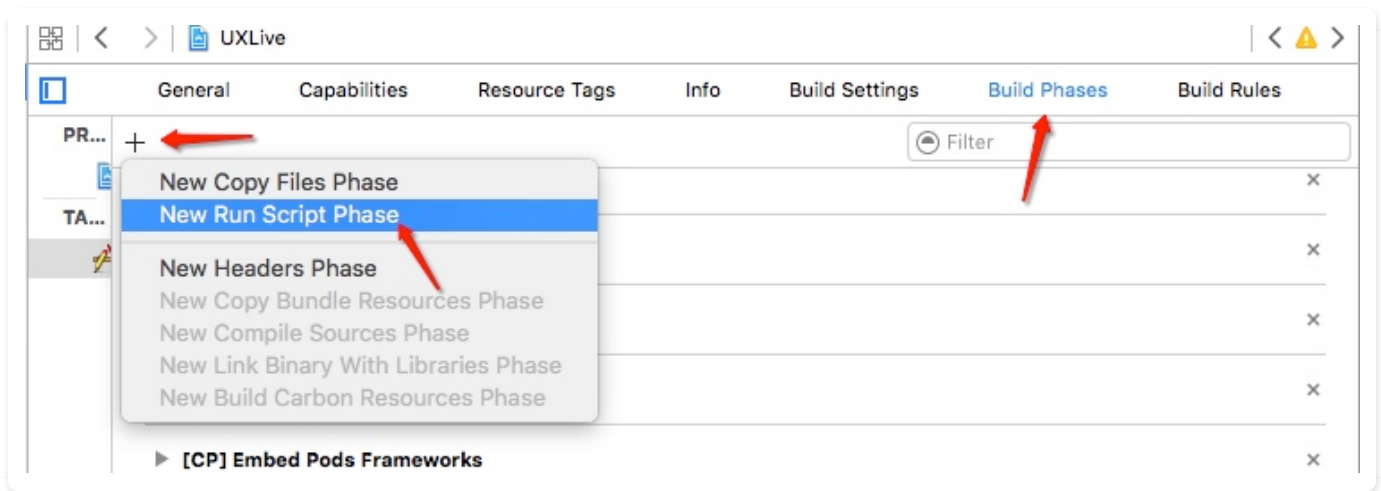 UXLive
General Capabilities Resource Tags Info Build Settings Build Phases Build Rules
PR...
Filter
New Copy Files Phase
TA...
New Run Script Phase
New Headers Phase
New Copy Bundle Resources Phase
New Compile Sources Phase
New Link Binary With Libraries Phase
New Build Carbon Resources Phase
[CP] Embed Pods Frameworks